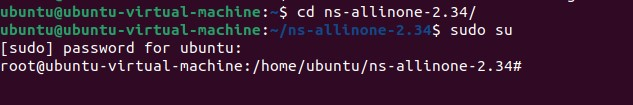 ubuntu@ubuntu-virtual-machine:~$ cd ns-allinone-2.34/
ubuntu@ubuntu-virtual-machine:~/ns-allinone-2.34$ sudo su
[sudo] password for ubuntu:
root@ubuntu-virtual-machine:/home/ubuntu/ns-allinone-2.34#